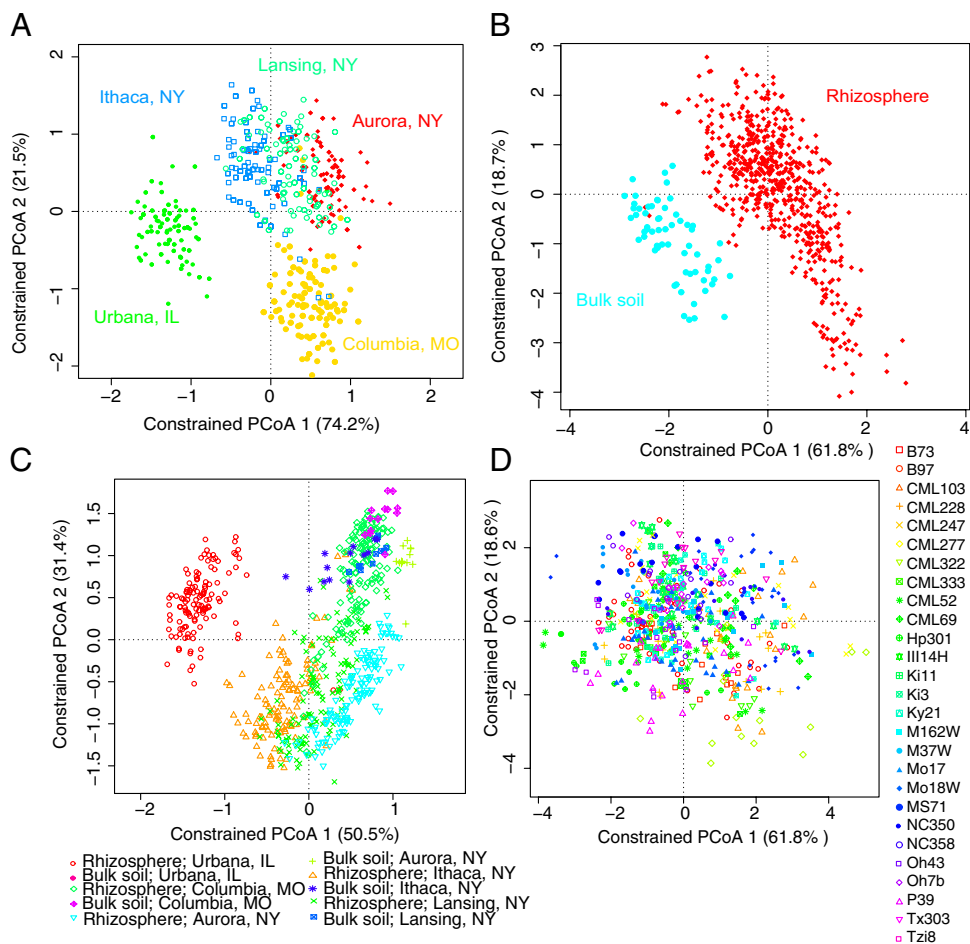 A
Lansing, NY
Ithaca, NY
Aurora, NY
Urbana, IL
Columbia, MO
Constrained PCoA 2 (21.5%)
2
1
0
−1
−2
−2
−1
0
1
2
Constrained PCoA 1 (74.2%)
B
Rhizosphere
Bulk soil
Constrained PCoA 2 (18.7%)
3
2
1
0
−1
−2
−3
−4
−4
−2
0
2
4
Constrained PCoA 1 (61.8% )
C
Constrained PCoA 2 (31.4%)
1.5
1.0
0.5
0.0
−0.5
−1.0
−1.5
−2
−1
0
1
Constrained PCoA 1 (50.5%)
Rhizosphere; Urbana, IL
Bulk soil; Urbana, IL
Rhizosphere; Columbia, MO
Bulk soil; Columbia, MO
Rhizosphere; Aurora, NY
Bulk soil; Aurora, NY
Rhizosphere; Ithaca, NY
Bulk soil; Ithaca, NY
Rhizosphere; Lansing, NY
Bulk soil; Lansing, NY
D
Constrained PCoA 2 (18.6%)
2
0
−2
−4
−4
−2
0
2
4
Constrained PCoA 1 (61.8% )
B73
B97
CML103
CML228
CML247
CML277
CML322
CML333
CML52
CML69
Hp301
Ill14H
Ki11
Ki3
Ky21
M162W
M37W
Mo17
Mo18W
MS71
NC350
NC358
Oh43
Oh7b
P39
Tx303
Tzi8